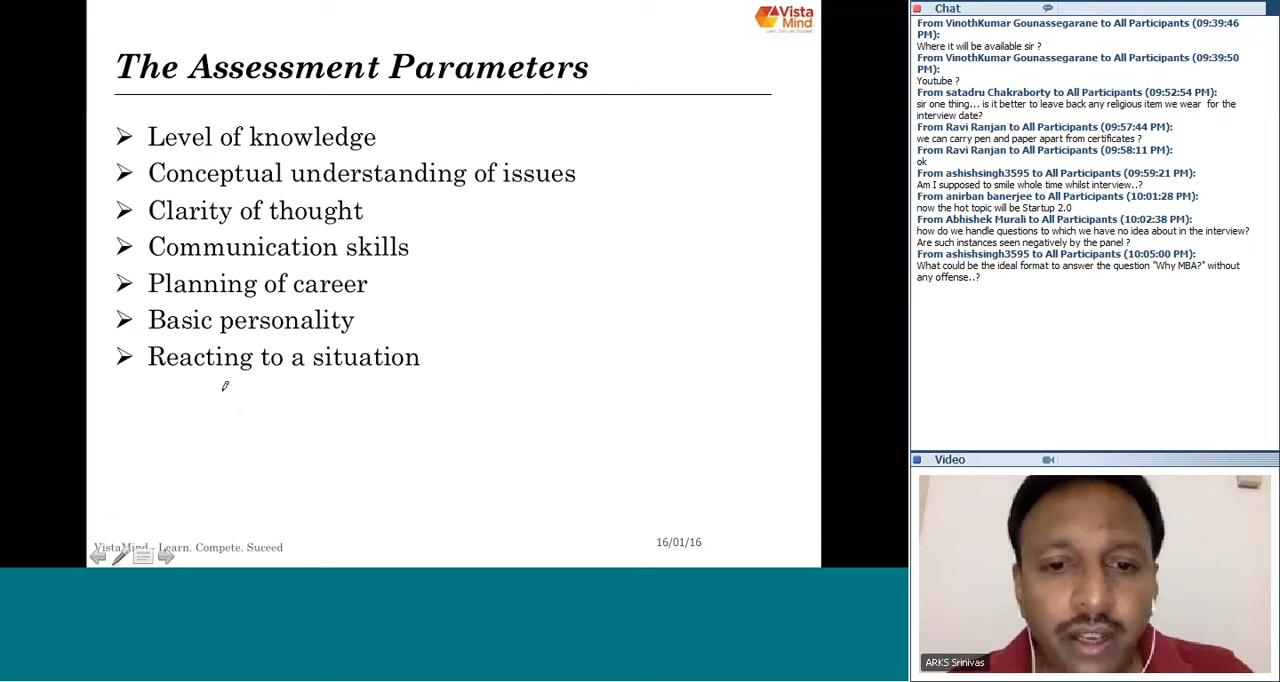 Vista
Mind
The Assessment Parameters
Level of knowledge
Conceptual understanding of issues
Clarity of thought
Communication skills
Planning of career
Basic personality
Reacting to a situation
VistaMind - Learn. Compete. Suceed
16/01/16
Chat
From VinothKumar Gounassegarane to All Participants (09:39:46
PM):
Where it will be available sir ?
From VinothKumar Gounassegarane to All Participants (09:39:50
PM):
Youtube ?
From satadru Chakraborty to All Participants (09:52:54 PM):
sir one thing... is it better to leave back any religious item we wear for the
interview date?
From Ravi Ranjan to All Participants (09:57:44 PM):
we can carry pen and paper apart from certificates ?
From Ravi Ranjan to All Participants (09:58:11 PM):
ok
From ashishsingh3595 to All Participants (09:59:21 PM):
Am I supposed to smile whole time whilst interview..?
From anirban banerjee to All Participants (10:01:28 PM):
now the hot topic will be Startup 2.0
From Abhishek Murali to All Participants (10:02:38 PM):
how do we handle questions to which we have no idea about in the interview?
Are such instances seen negatively by the panel ?
From ashishsingh3595 to All Participants (10:05:00 PM):
What could be the ideal format to answer the question "Why MBA?" without
any offense..?
Video
ARKS Srinivas